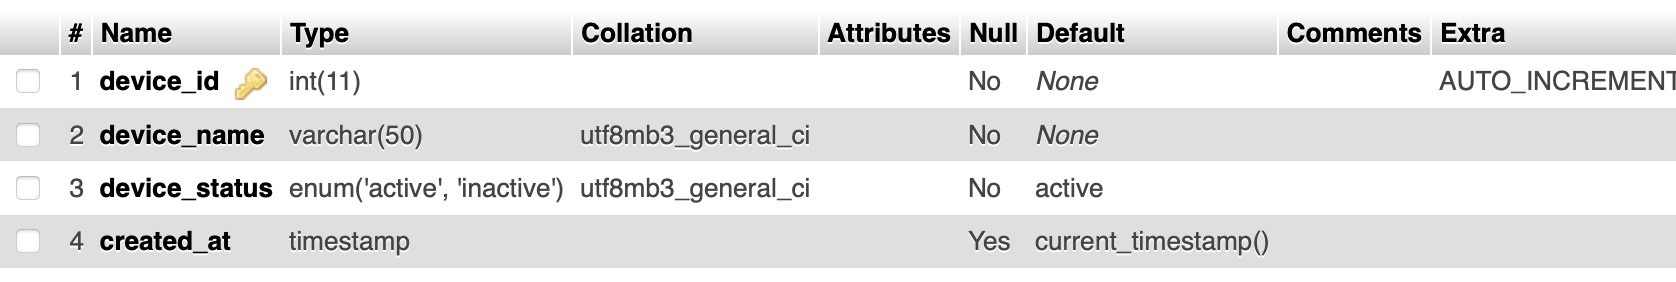 # Name Type Collation Attributes Null Default Comments Extra
1 device_id int(11) No None AUTO_INCREMENT
2 device_name varchar(50) utf8mb3_general_ci No None
3 device_status enum('active', 'inactive') utf8mb3_general_ci No active
4 created_at timestamp Yes current_timestamp()